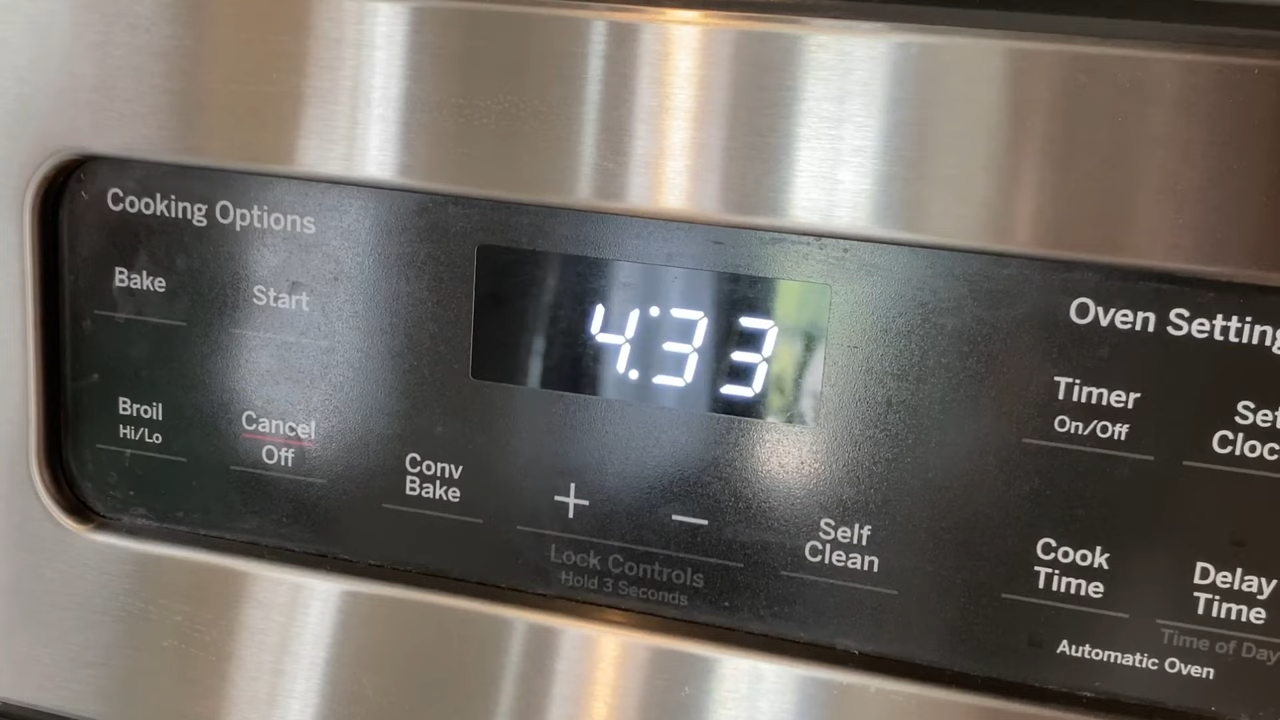 Cooking Options
Bake
Start
Broil
Hi/Lo
Cancel
Off
Conv
Bake
4:33
+ −
Lock Controls
Hold 3 Seconds
Self
Clean
Oven Setting
Timer
On/Off
Set
Cloc
Cook
Time
Delay
Time
Time of Day
Automatic Oven